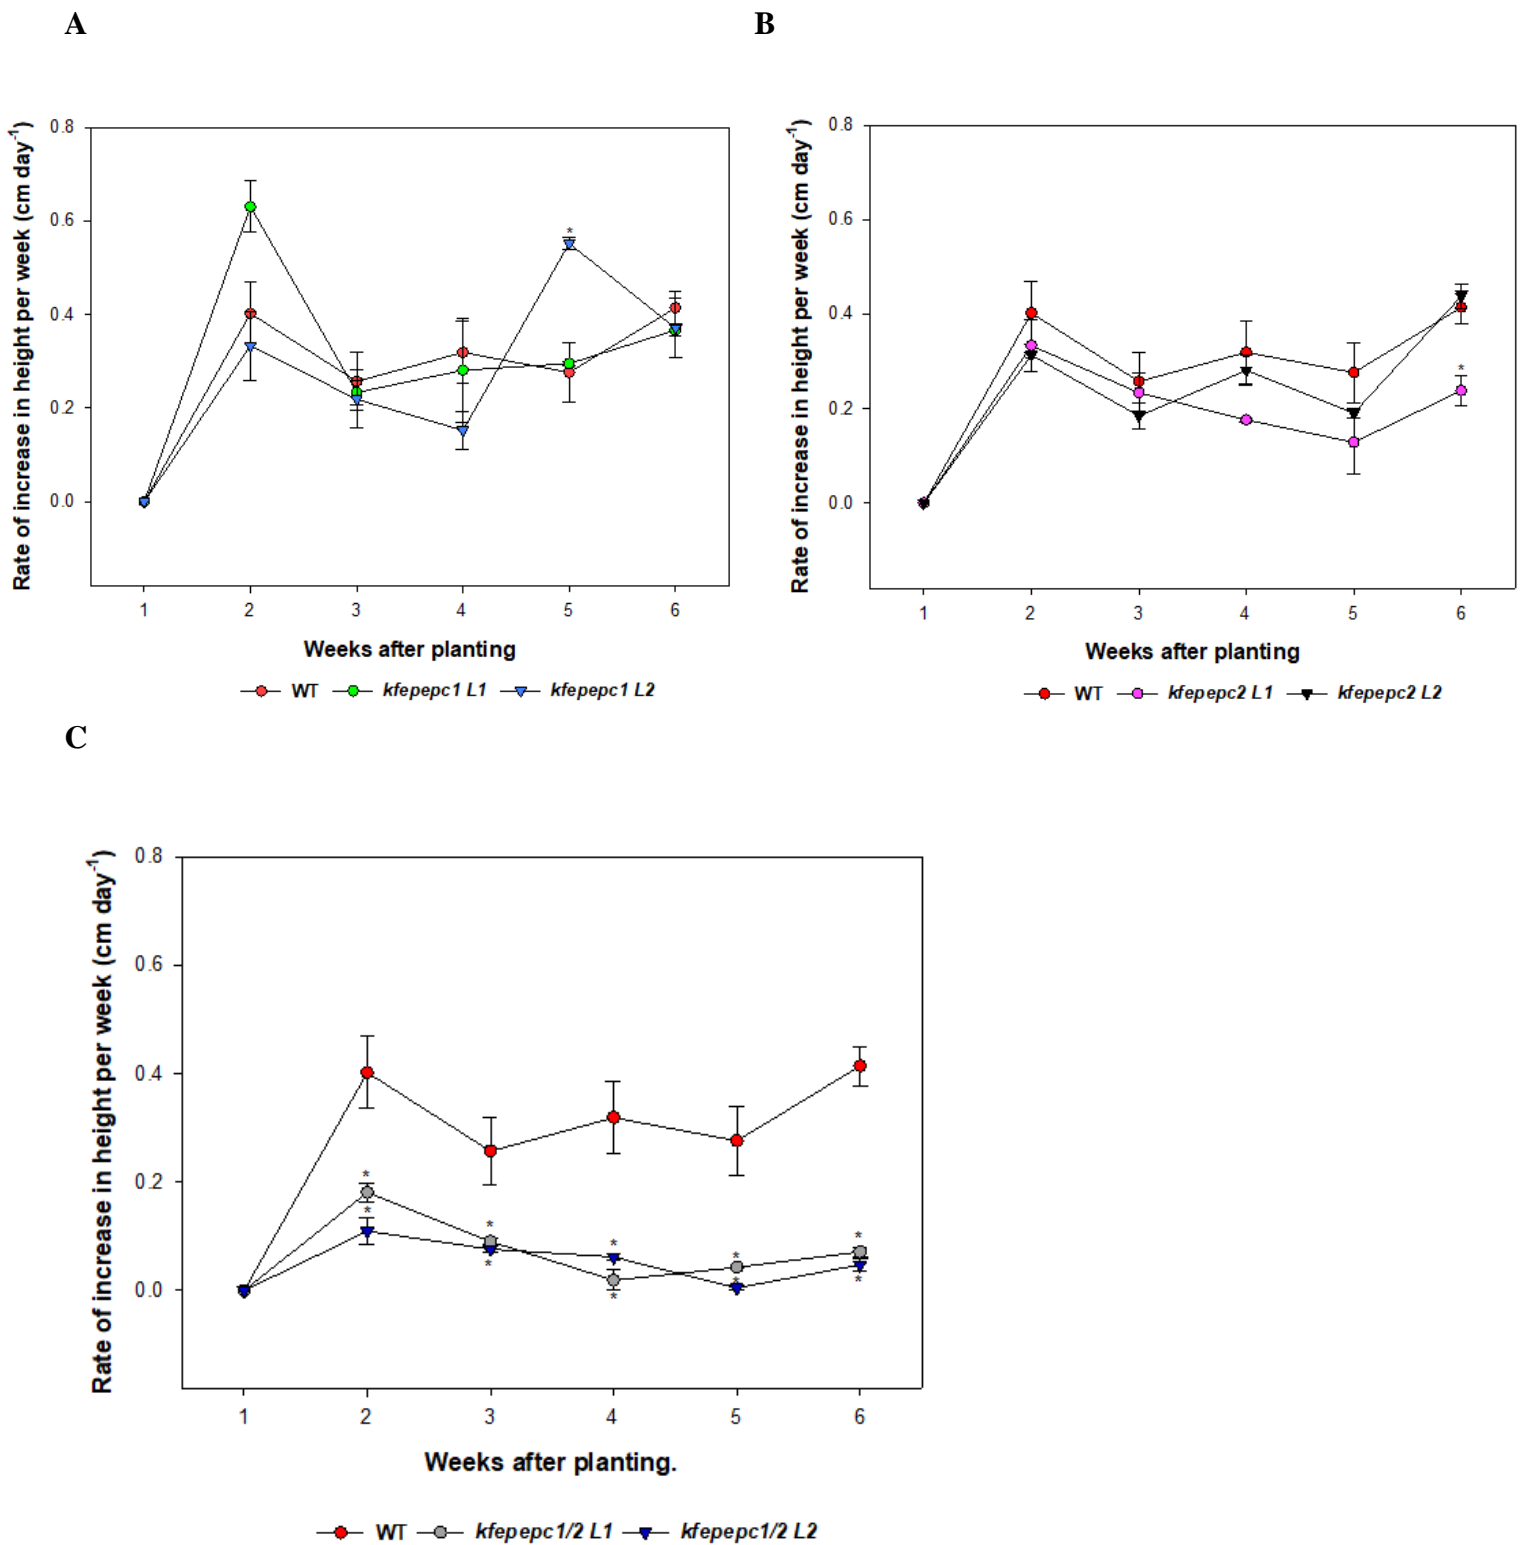 A
B
Rate of increase in height per week (cm day-1)
0.8
0.6
0.4
0.2
0.0
*
1 2 3 4 5 6
Weeks after planting
WT kfepepc1 L1 kfepepc1 L2
Rate of increase in height per week (cm day-1)
0.8
0.6
0.4
0.2
0.0
*
1 2 3 4 5 6
Weeks after planting
WT kfepepc2 L1 kfepepc2 L2
C
Rate of increase in height per week (cm day-1)
0.8
0.6
0.4
0.2
0.0
* * * * *
* * * * *
1 2 3 4 5 6
Weeks after planting.
WT kfepepc1/2 L1 kfepepc1/2 L2